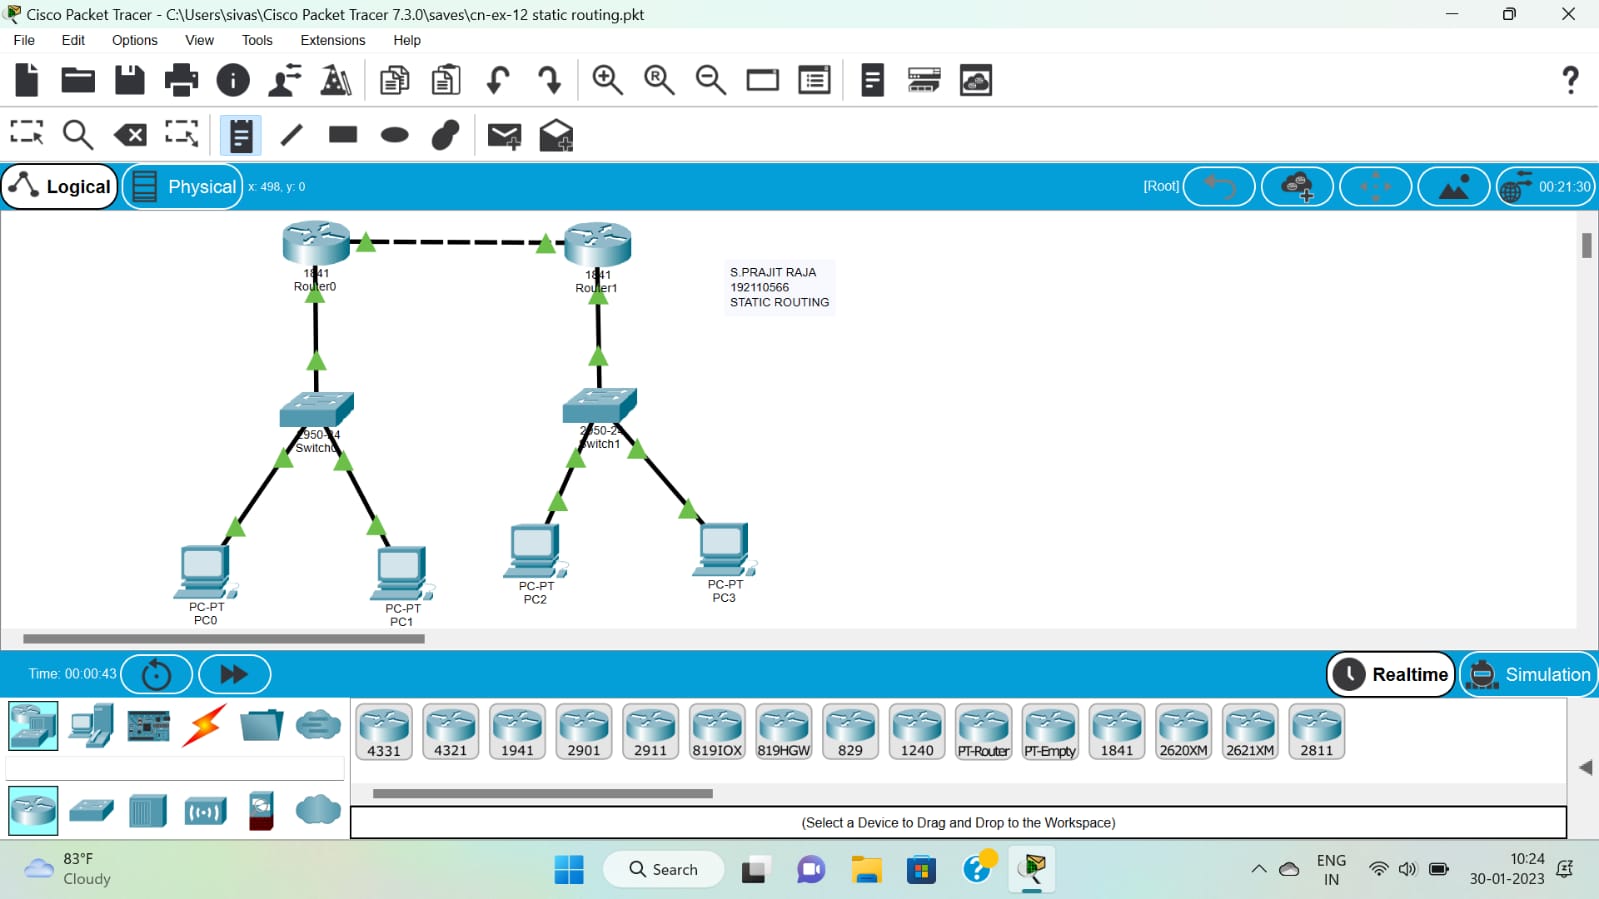 Cisco Packet Tracer - C:\Users\sivas\Cisco Packet Tracer 7.3.0\saves\cn-ex-12 static routing.pkt
File Edit Options View Tools Extensions Help
Logical Physical x: 498, y: 0 [Root] 00:21:30
1841
Router0
1841
Router1
S.PRAJIT RAJA
192110566
STATIC ROUTING
2950-24
Switch0
2950-24
Switch1
PC-PT
PC0
PC-PT
PC1
PC-PT
PC2
PC-PT
PC3
Time: 00:00:43 Realtime Simulation
4331 4321 1941 2901 2911 819IOX 819HGW 829 1240 PT-Router PT-Empty 1841 2620XM 2621XM 2811
(Select a Device to Drag and Drop to the Workspace)
83°F
Cloudy
Search
ENG
IN
10:24
30-01-2023